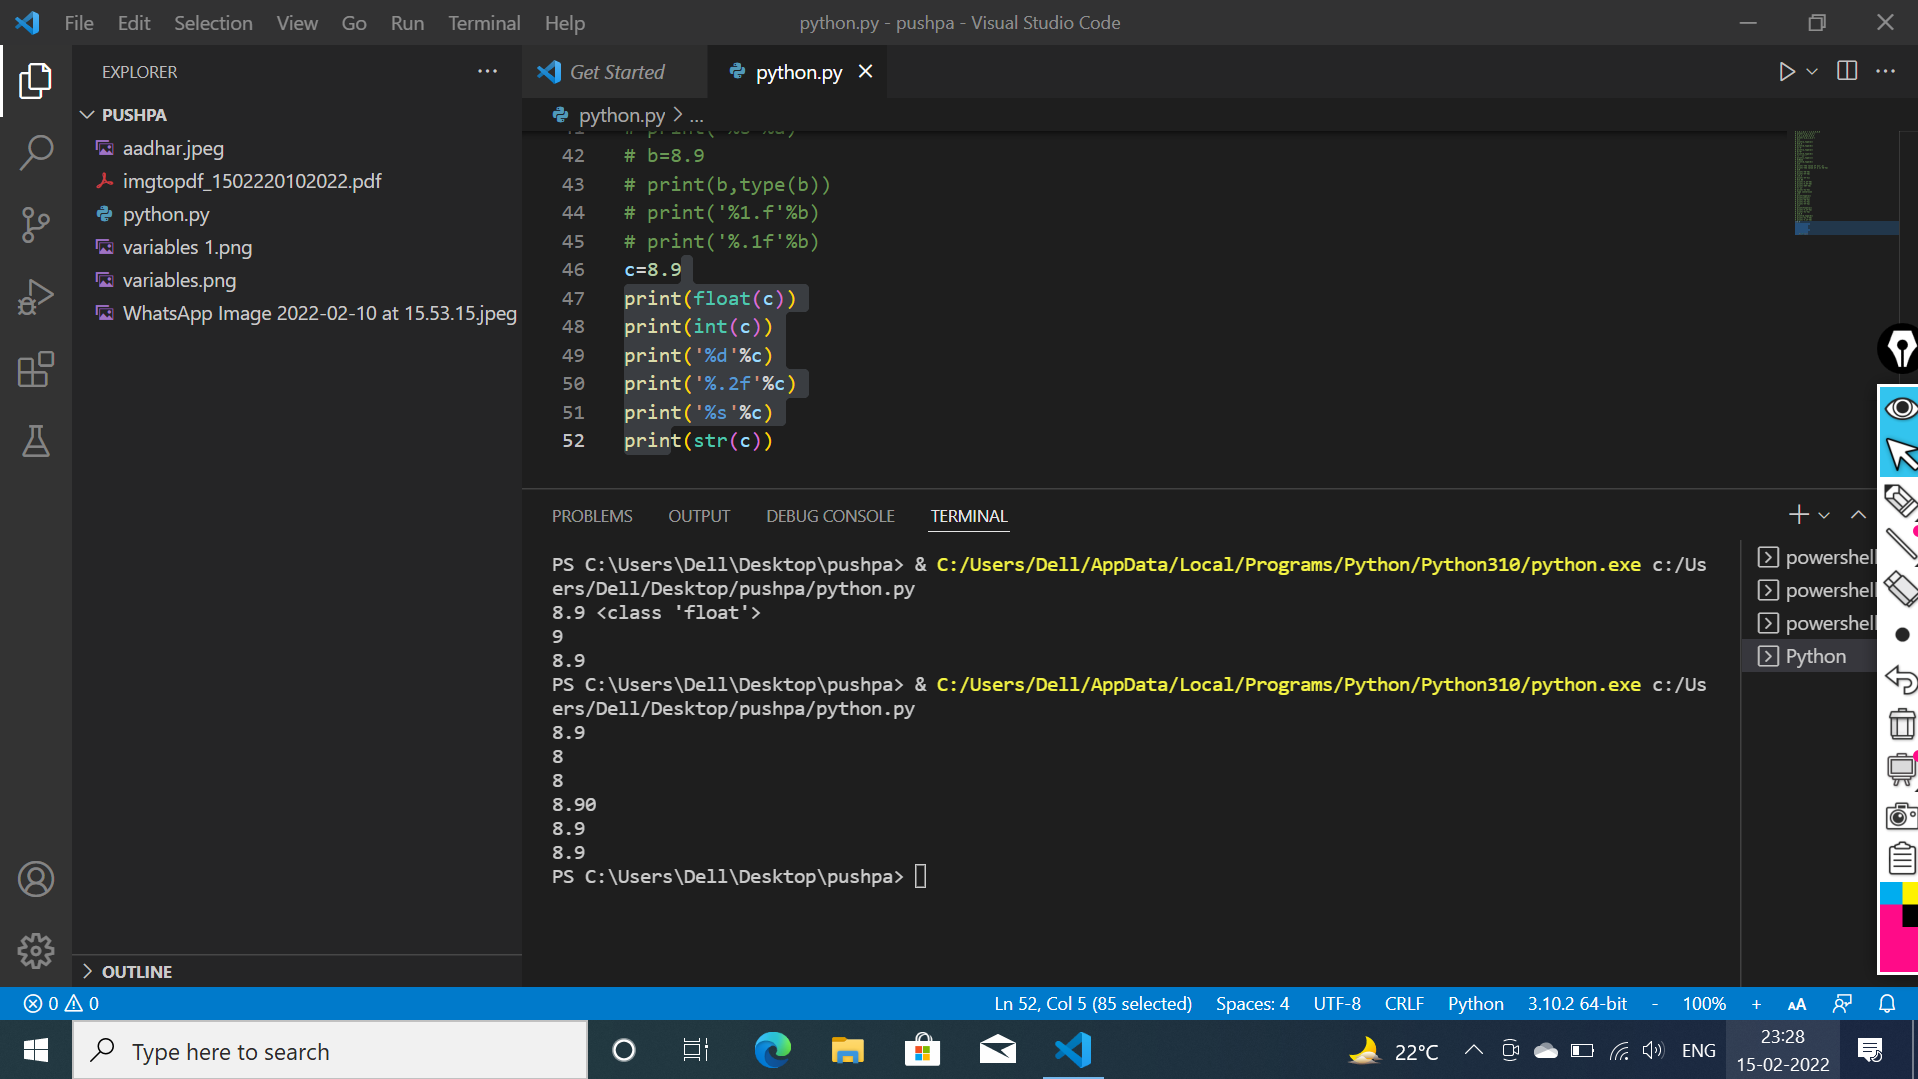 File Edit Selection View Go Run Terminal Help
python.py - pushpa - Visual Studio Code
EXPLORER
PUSHPA
aadhar.jpeg
imgtopdf_1502220102022.pdf
python.py
variables 1.png
variables.png
WhatsApp Image 2022-02-10 at 15.53.15.jpeg
OUTLINE
Get Started
python.py
python.py > ...
42 # b=8.9
43 # print(b,type(b))
44 # print('%1.f'%b)
45 # print('%.1f'%b)
46 c=8.9
47 print(float(c))
48 print(int(c))
49 print('%d'%c)
50 print('%.2f'%c)
51 print('%s'%c)
52 print(str(c))
PROBLEMS OUTPUT DEBUG CONSOLE TERMINAL
PS C:\Users\Dell\Desktop\pushpa> & C:/Users/Dell/AppData/Local/Programs/Python/Python310/python.exe c:/Us
ers/Dell/Desktop/pushpa/python.py
8.9 <class 'float'>
9
8.9
PS C:\Users\Dell\Desktop\pushpa> & C:/Users/Dell/AppData/Local/Programs/Python/Python310/python.exe c:/Us
ers/Dell/Desktop/pushpa/python.py
8.9
8
8
8.90
8.9
8.9
PS C:\Users\Dell\Desktop\pushpa>
powershell
powershell
powershell
Python
0 0
Ln 52, Col 5 (85 selected) Spaces: 4 UTF-8 CRLF Python 3.10.2 64-bit - 100% +
Type here to search
22°C
ENG
23:28
15-02-2022